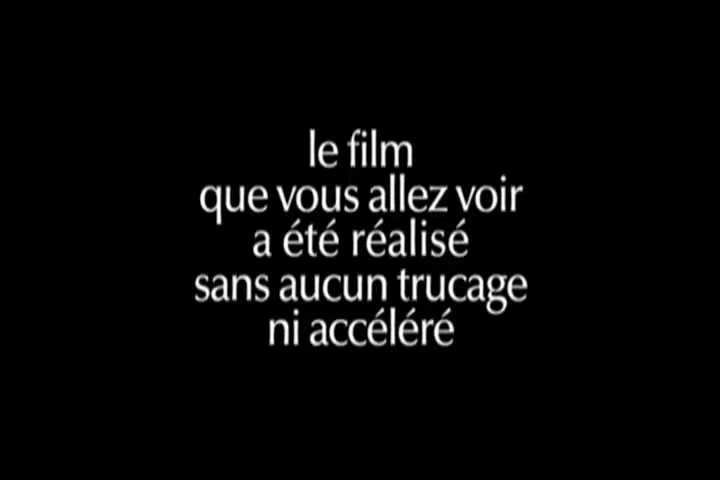 le film
que vous allez voir
a été réalisé
sans aucun trucage
ni accéléré